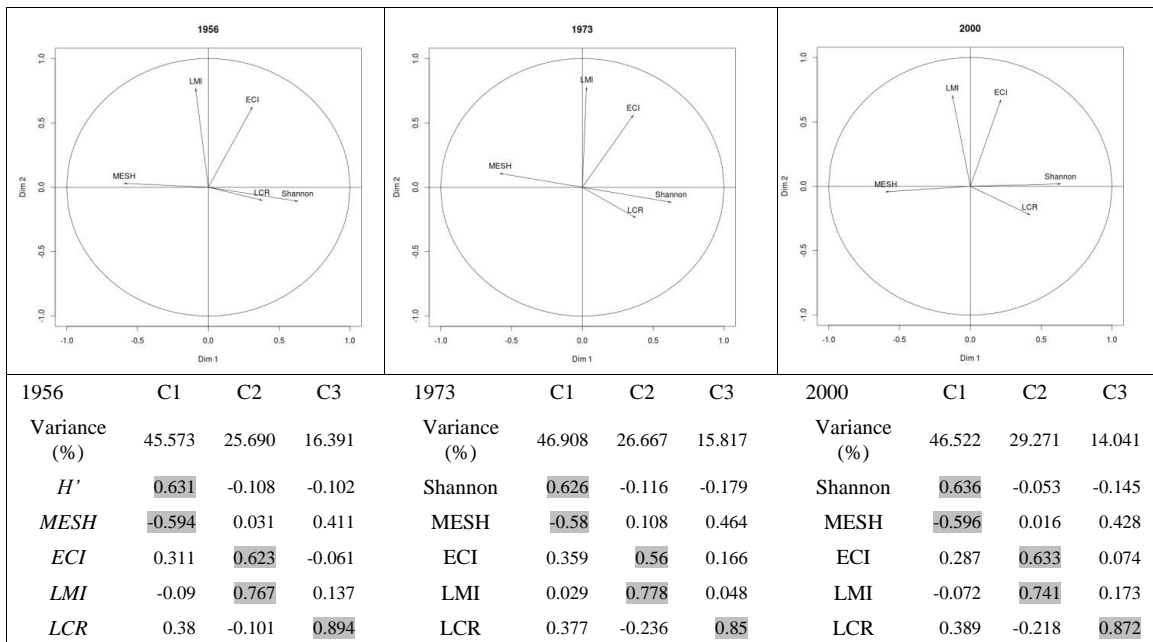 1956
1.0
0.5
0.0
-0.5
-1.0
Dim 2
LMI
ECI
MESH
LCR
Shannon
-1.0 -0.5 0.0 0.5 1.0
Dim 1
1973
1.0
0.5
0.0
-0.5
-1.0
Dim 2
LMI
ECI
MESH
Shannon
LCR
-1.0 -0.5 0.0 0.5 1.0
Dim 1
2000
1.0
0.5
0.0
-0.5
-1.0
Dim 2
LMI
ECI
MESH
Shannon
LCR
-1.0 -0.5 0.0 0.5 1.0
Dim 1
1956 C1 C2 C3
Variance (%) 45.573 25.690 16.391
H’ 0.631 -0.108 -0.102
MESH -0.594 0.031 0.411
ECI 0.311 0.623 -0.061
LMI -0.09 0.767 0.137
LCR 0.38 -0.101 0.894
1973 C1 C2 C3
Variance (%) 46.908 26.667 15.817
Shannon 0.626 -0.116 -0.179
MESH -0.58 0.108 0.464
ECI 0.359 0.56 0.166
LMI 0.029 0.778 0.048
LCR 0.377 -0.236 0.85
2000 C1 C2 C3
Variance (%) 46.522 29.271 14.041
Shannon 0.636 -0.053 -0.145
MESH -0.596 0.016 0.428
ECI 0.287 0.633 0.074
LMI -0.072 0.741 0.173
LCR 0.389 -0.218 0.872